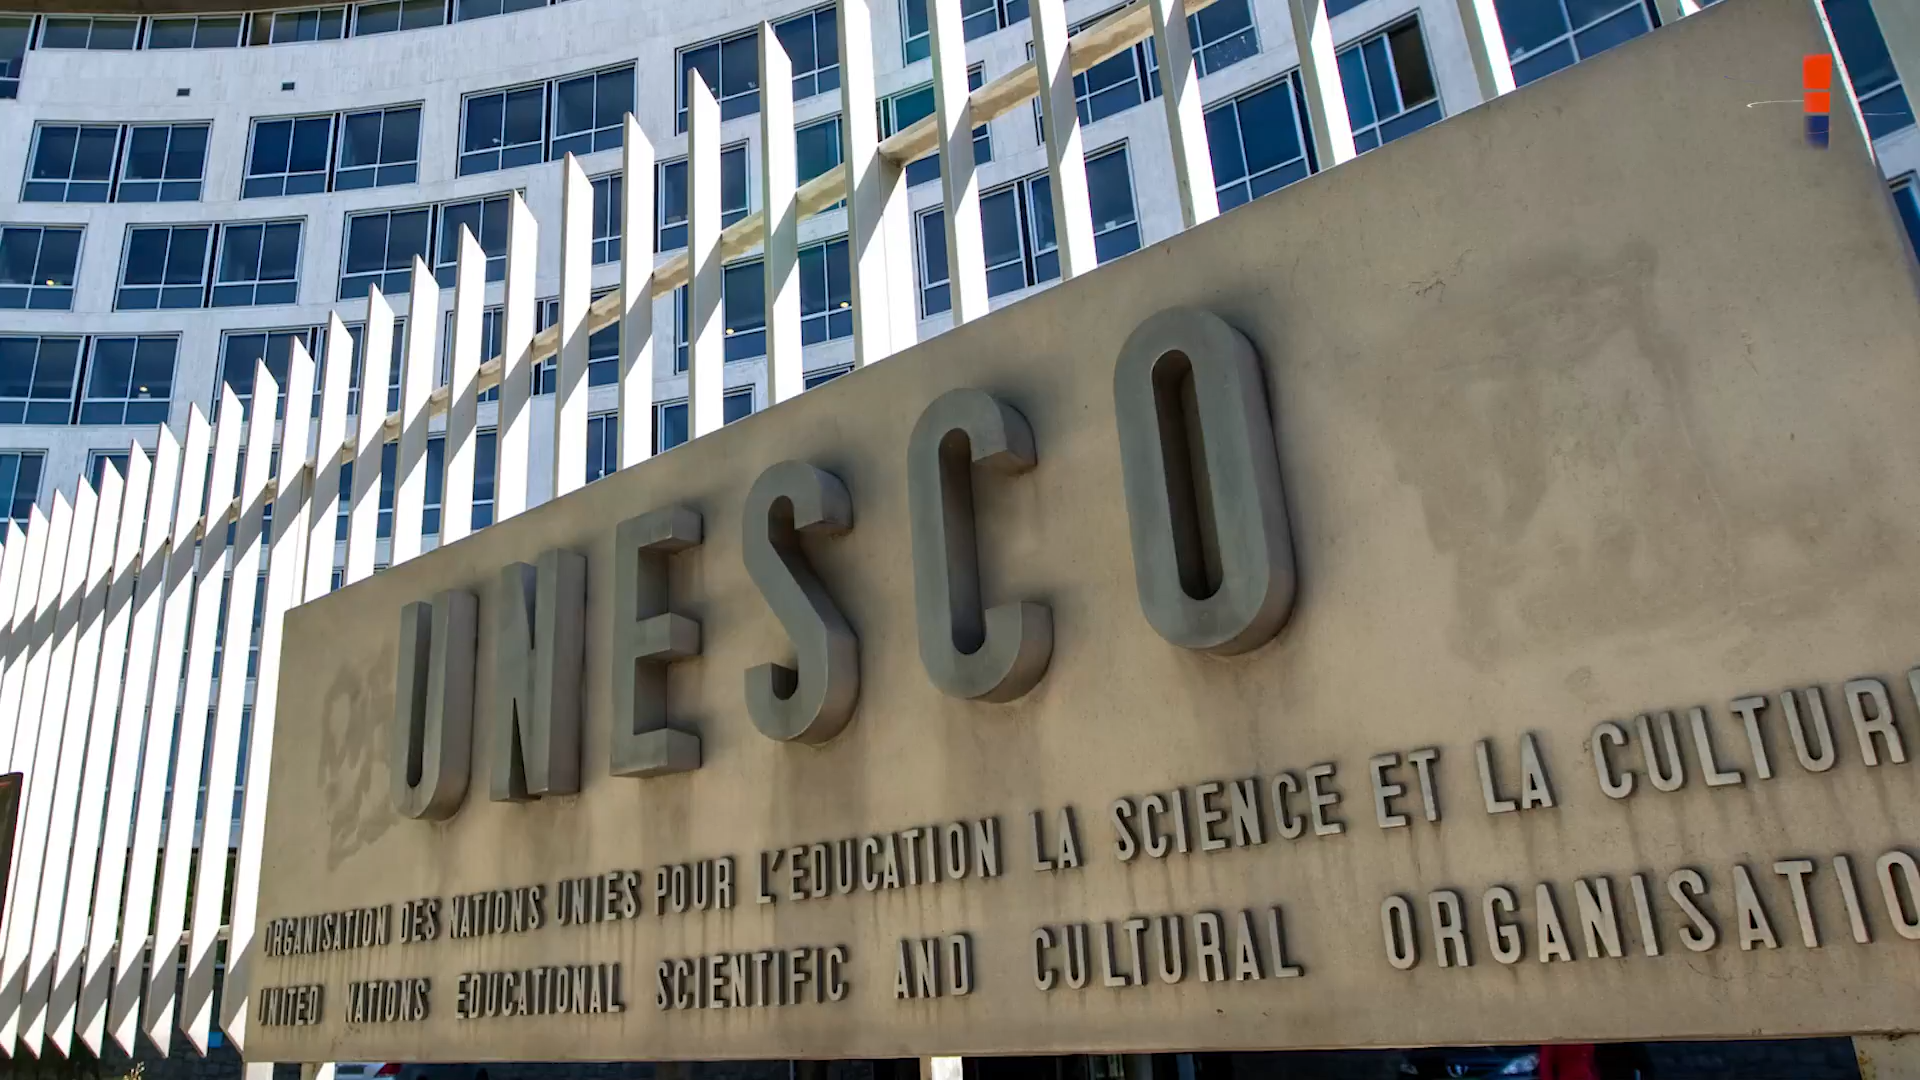 UNESCO
ORGANISATION DES NATIONS UNIES POUR L'EDUCATION LA SCIENCE ET LA CULTUR
UNITED NATIONS EDUCATIONAL SCIENTIFIC AND CULTURAL ORGANISATIO